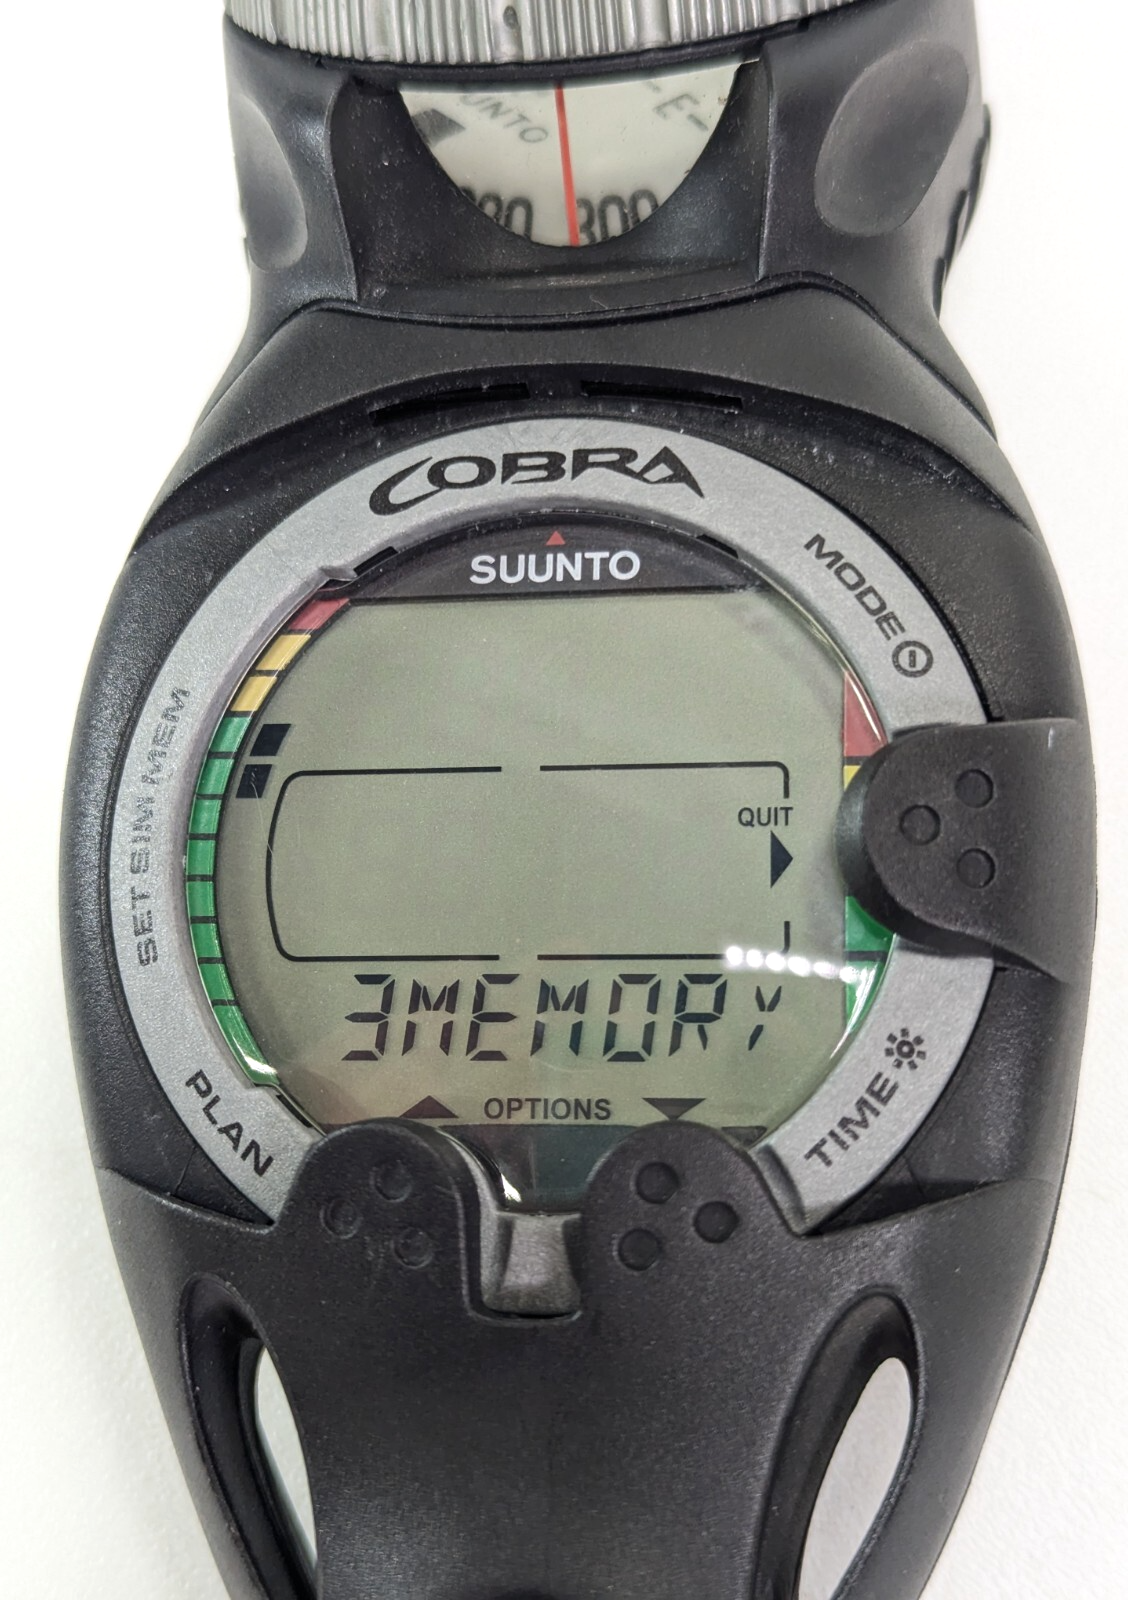 SUUNTO
-E-
300
COBRA
SUUNTO
MODE
SET SIM MEM
QUIT
3MEMORY
OPTIONS
PLAN
TIME